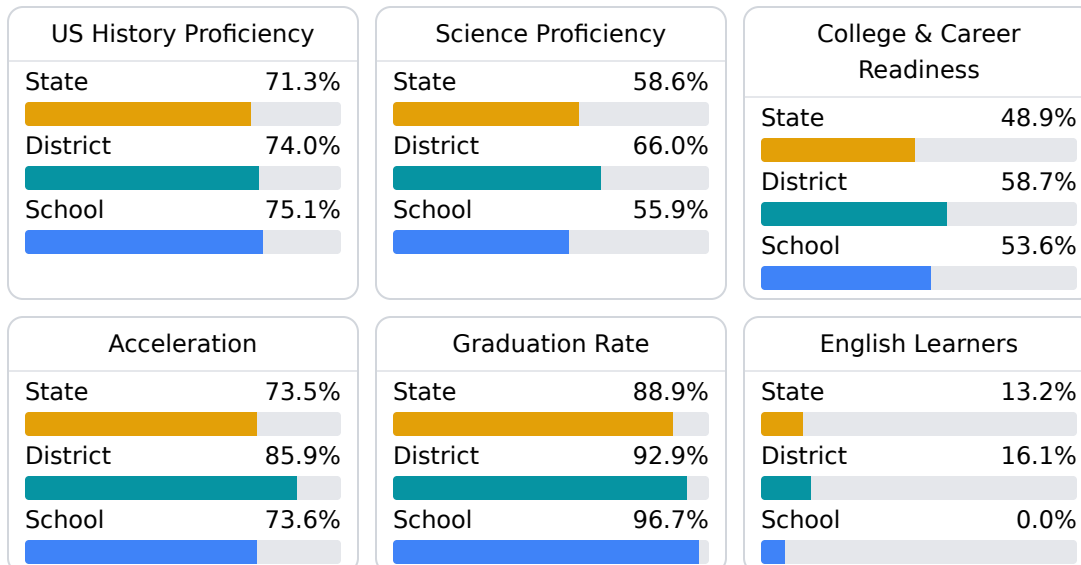 US History Proficiency
State 71.3%
District 74.0%
School 75.1%
Science Proficiency
State 58.6%
District 66.0%
School 55.9%
College & Career
Readiness
State 48.9%
District 58.7%
School 53.6%
Acceleration
State 73.5%
District 85.9%
School 73.6%
Graduation Rate
State 88.9%
District 92.9%
School 96.7%
English Learners
State 13.2%
District 16.1%
School 0.0%